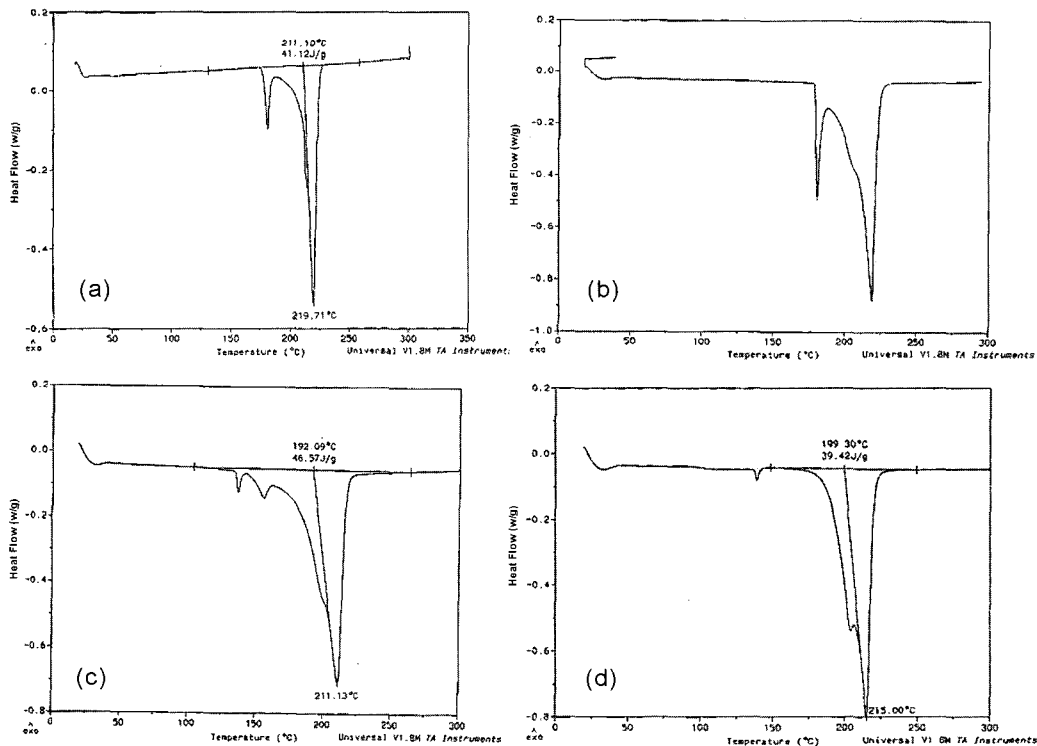 0.2
211.10°C
41.12J/g
0.0
-0.2
-0.4
-0.6
Heat Flow (w/g)
(a)
219.71°C
0 50 100 150 200 250 300 350
^
exo
Temperature (°C)
Universal V1.8M TA Instrument:
0.2
0.0
-0.2
-0.4
-0.6
-0.8
-1.0
Heat Flow (w/g)
(b)
0 50 100 150 200 250 300
^
exo
Temperature (°C)
Universal V1.8M TA Instruments
0.2
192.09°C
46.57J/g
0.0
-0.2
-0.4
-0.6
-0.8
Heat Flow (w/g)
(c)
211.13°C
0 50 100 150 200 250 300
^
exo
Temperature (°C)
Universal V1.8M TA Instruments
0.2
199.30°C
39.42J/g
0.0
-0.2
-0.4
-0.6
-0.8
Heat Flow (w/g)
(d)
215.00°C
0 50 100 150 200 250 300
^
exo
Temperature (°C)
Universal V1.8M TA Instruments